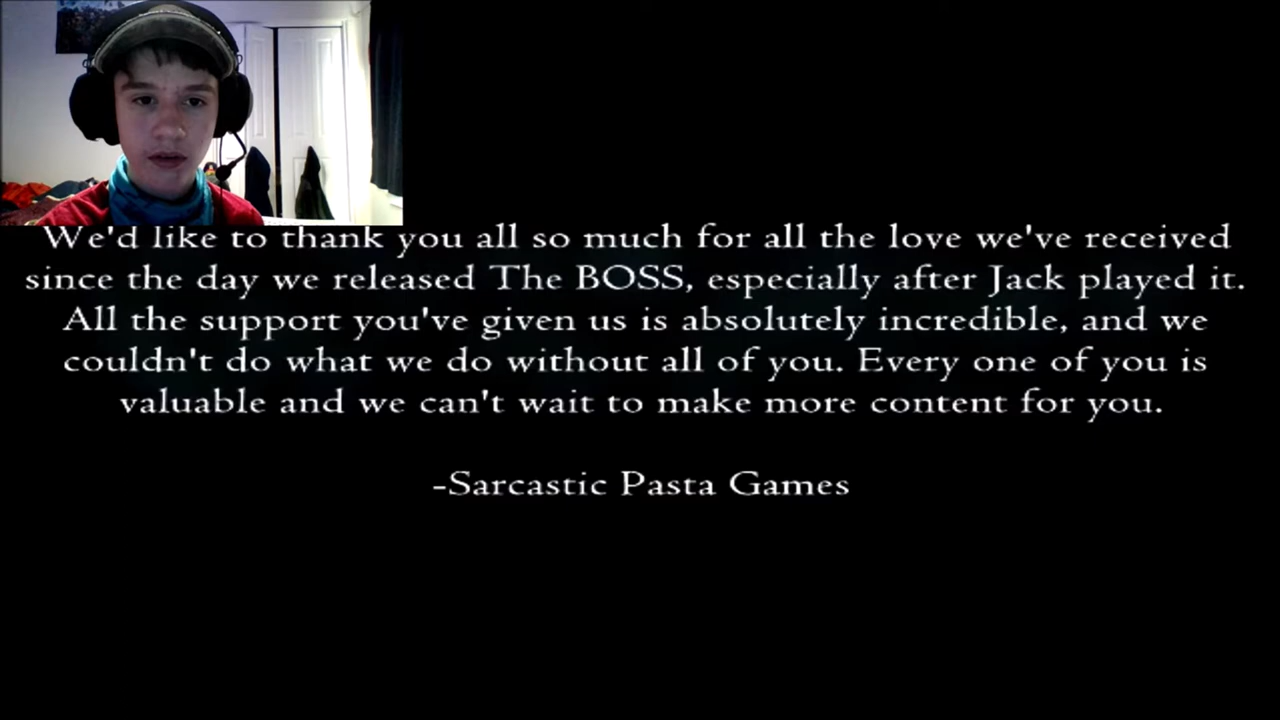 We'd like to thank you all so much for all the love we've received
since the day we released The BOSS, especially after Jack played it.
All the support you've given us is absolutely incredible, and we
couldn't do what we do without all of you. Every one of you is
valuable and we can't wait to make more content for you.
-Sarcastic Pasta Games